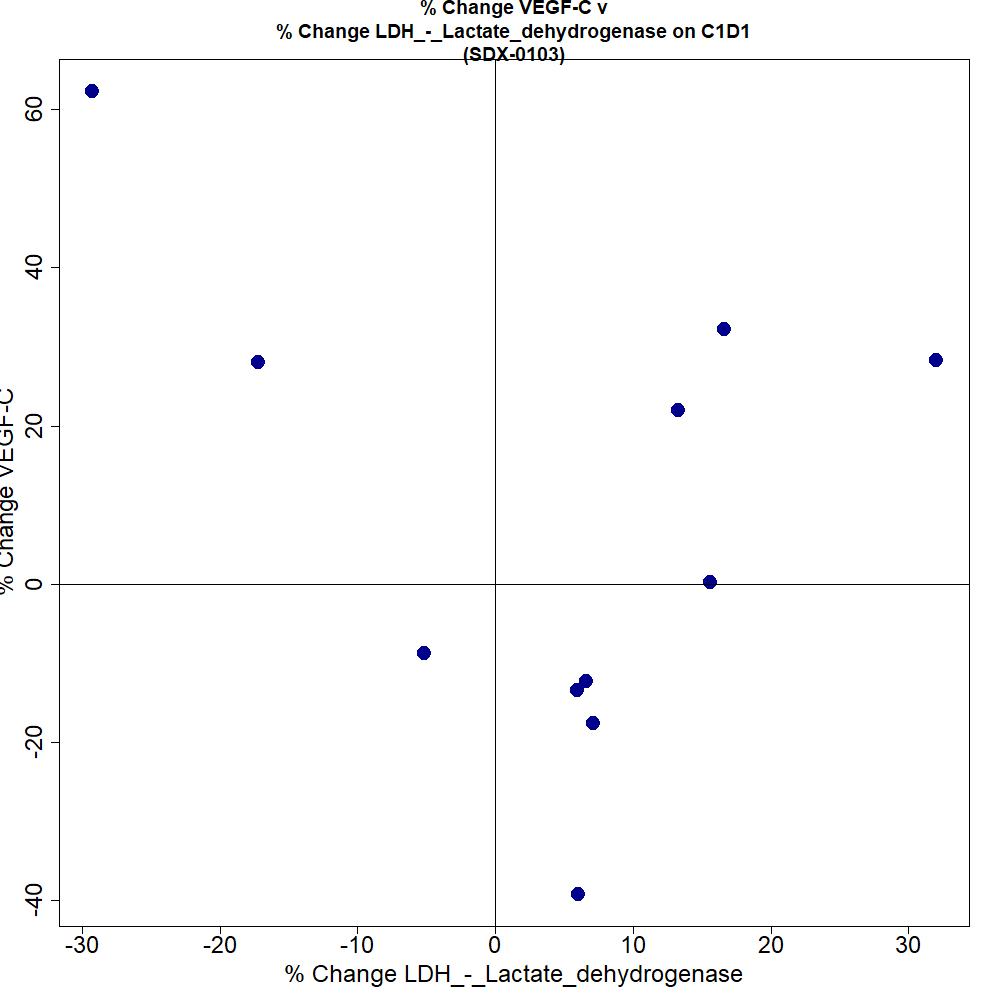 % Change VEGF-C v
% Change LDH_-_Lactate_dehydrogenase on C1D1
(SDX-0103)
60
40
20
0
-20
-40
% Change VEGF-C
-30
-20
-10
0
10
20
30
% Change LDH_-_Lactate_dehydrogenase